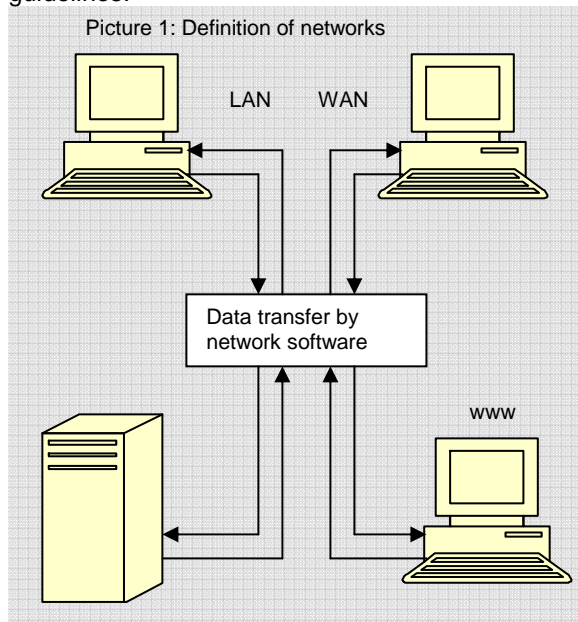 guidelines.
Picture 1: Definition of networks
LAN WAN
Data transfer by
network software
www